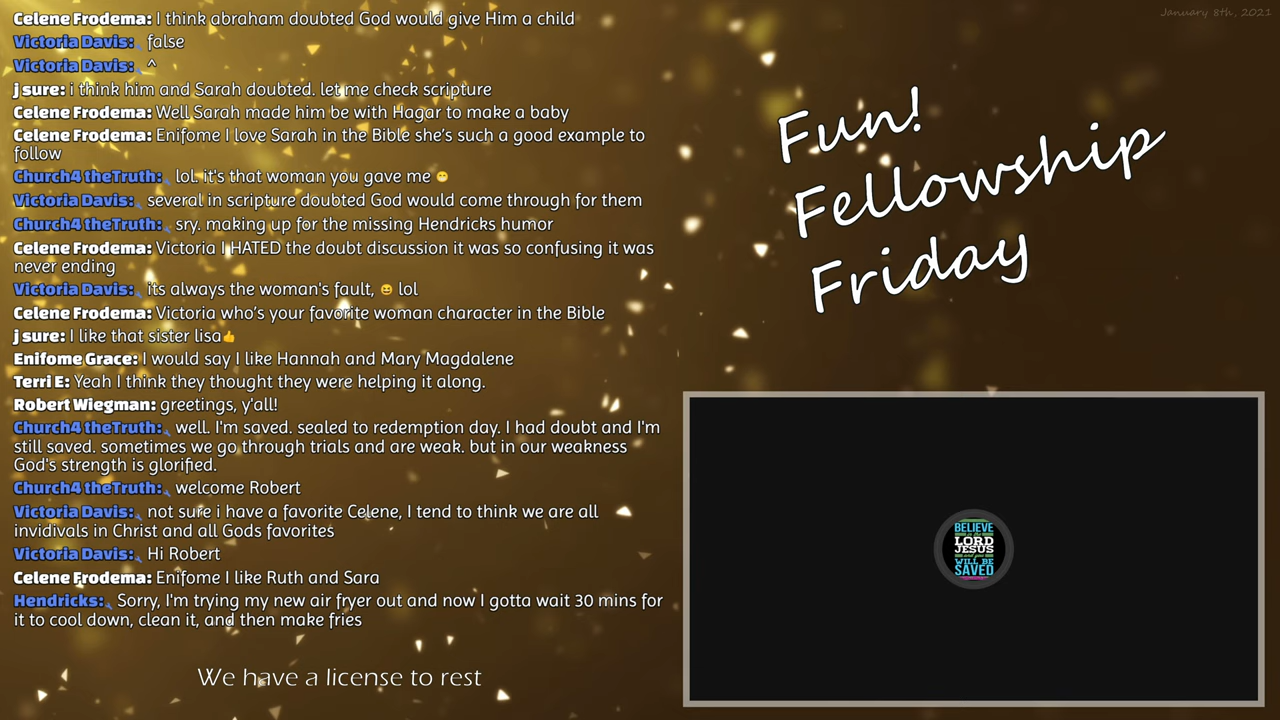 Celene Frodema: I think abraham doubted God would give Him a child
Victoria Davis: false
Victoria Davis: ^
j sure: i think him and Sarah doubted. let me check scripture
Celene Frodema: Well Sarah made him be with Hagar to make a baby
Celene Frodema: Enifome I love Sarah in the Bible she's such a good example to
follow
Church4 theTruth: lol. it's that woman you gave me 😁
Victoria Davis: several in scripture doubted God would come through for them
Church4 theTruth: sry. making up for the missing Hendricks humor
Celene Frodema: Victoria I HATED the doubt discussion it was so confusing it was
never ending
Victoria Davis: its always the woman's fault, 😆 lol
Celene Frodema: Victoria who's your favorite woman character in the Bible
j sure: I like that sister lisa👍
Enifome Grace: I would say I like Hannah and Mary Magdalene
Terri E: Yeah I think they thought they were helping it along.
Robert Wiegman: greetings, y'all!
Church4 theTruth: well. I'm saved. sealed to redemption day. I had doubt and I'm
still saved. sometimes we go through trials and are weak. but in our weakness
God's strength is glorified.
Church4 theTruth: welcome Robert
Victoria Davis: not sure i have a favorite Celene, I tend to think we are all
invidivals in Christ and all Gods favorites
Victoria Davis: Hi Robert
Celene Frodema: Enifome I like Ruth and Sara
Hendricks: Sorry, I'm trying my new air fryer out and now I gotta wait 30 mins for
it to cool down, clean it, and then make fries
We have a license to rest
January 8th, 2021
Fun!
Fellowship
Friday
BELIEVE
LORD
JESUS
WILL BE
SAVED